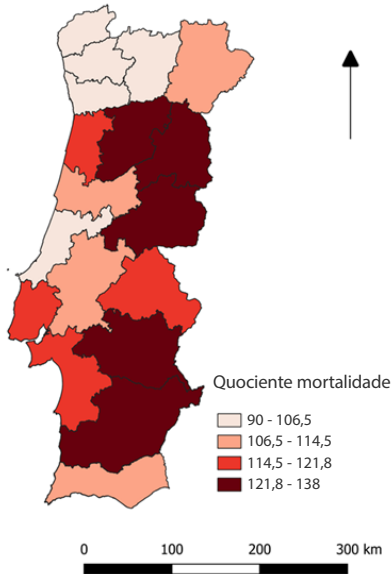 Quociente mortalidade
90 - 106,5
106,5 - 114,5
114,5 - 121,8
121,8 - 138
0 100 200 300 km